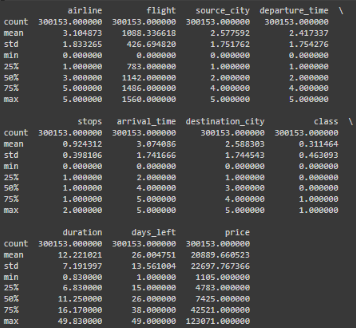 airline flight source_city departure_time \
count 300153.000000 300153.000000 300153.000000 300153.000000
mean 3.104873 1088.336618 2.577592 2.417337
std 1.833265 426.694820 1.751762 1.754276
min 0.000000 0.000000 0.000000 0.000000
25% 1.000000 783.000000 1.000000 1.000000
50% 3.000000 1142.000000 2.000000 2.000000
75% 5.000000 1486.000000 4.000000 4.000000
max 5.000000 1560.000000 5.000000 5.000000
stops arrival_time destination_city class \
count 300153.000000 300153.000000 300153.000000 300153.000000
mean 0.924312 3.074086 2.588303 0.311464
std 0.398106 1.741666 1.744543 0.463093
min 0.000000 0.000000 0.000000 0.000000
25% 1.000000 2.000000 1.000000 0.000000
50% 1.000000 4.000000 3.000000 0.000000
75% 1.000000 5.000000 4.000000 1.000000
max 2.000000 5.000000 5.000000 1.000000
duration days_left price
count 300153.000000 300153.000000 300153.000000
mean 12.221021 26.004751 20889.660523
std 7.191997 13.561004 22697.767366
min 0.830000 1.000000 1105.000000
25% 6.830000 15.000000 4783.000000
50% 11.250000 26.000000 7425.000000
75% 16.170000 38.000000 42521.000000
max 49.830000 49.000000 123071.000000